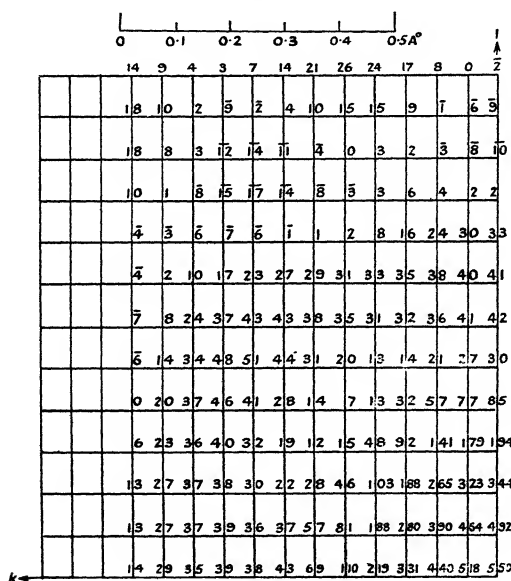 0 0·1 0·2 0·3 0·4 0·5A°
l
14 9 4 3 7 14 21 26 24 17 8 0 2̄
18 10 2 9̄ 2̄ 4 10 15 15 9 1̄ 6̄ 9̄
18 8 3 1̄2̄ 1̄4̄ 1̄1̄ 4̄ 0 3 2 3̄ 8̄ 1̄0
10 1 8̄ 1̄5̄ 1̄7̄ 1̄4̄ 8̄ 3̄ 3 6 4 2 2
4̄ 3̄ 6̄ 7̄ 6̄ 1̄ 1 2 8 16 24 30 33
4̄ 2 10 17 23 27 29 31 33 35 38 40 41
7̄ 8 24 37 43 43 38 35 31 32 36 41 42
6̄ 14 34 48 51 44 31 20 13 14 21 27 30
0 20 37 46 41 28 14 7 13 32 57 77 85
6 23 36 40 32 19 12 15 48 92 141 179 194
13 27 37 38 30 22 28 46 103 188 265 323 344
13 27 37 39 36 37 57 81 188 280 390 464 492
k 14 29 35 39 38 43 69 110 219 331 440 518 550